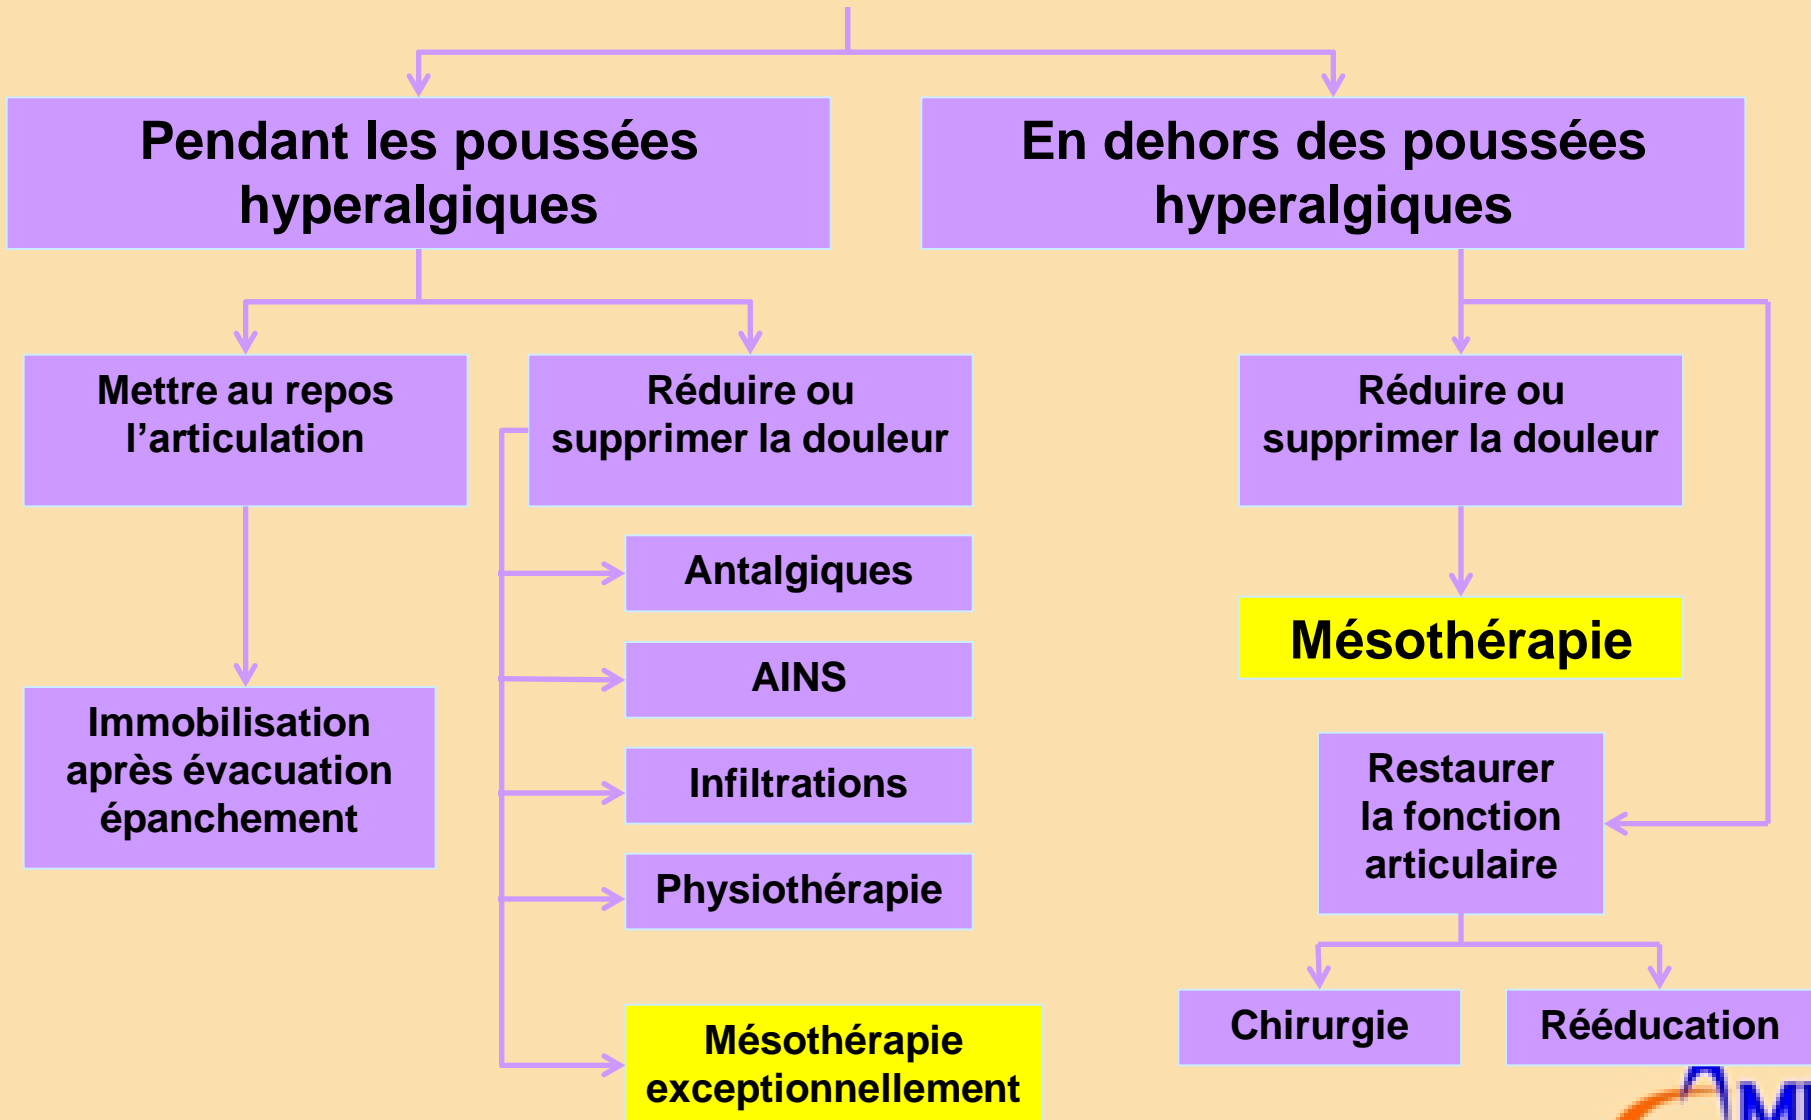 Pendant les poussées
hyperalgiques
En dehors des poussées
hyperalgiques
Mettre au repos
l’articulation
Réduire ou
supprimer la douleur
Réduire ou
supprimer la douleur
Antalgiques
Mésothérapie
AINS
Immobilisation
après évacuation
épanchement
Infiltrations
Restaurer
la fonction
articulaire
Physiothérapie
Chirurgie
Rééducation
Mésothérapie
exceptionnellement